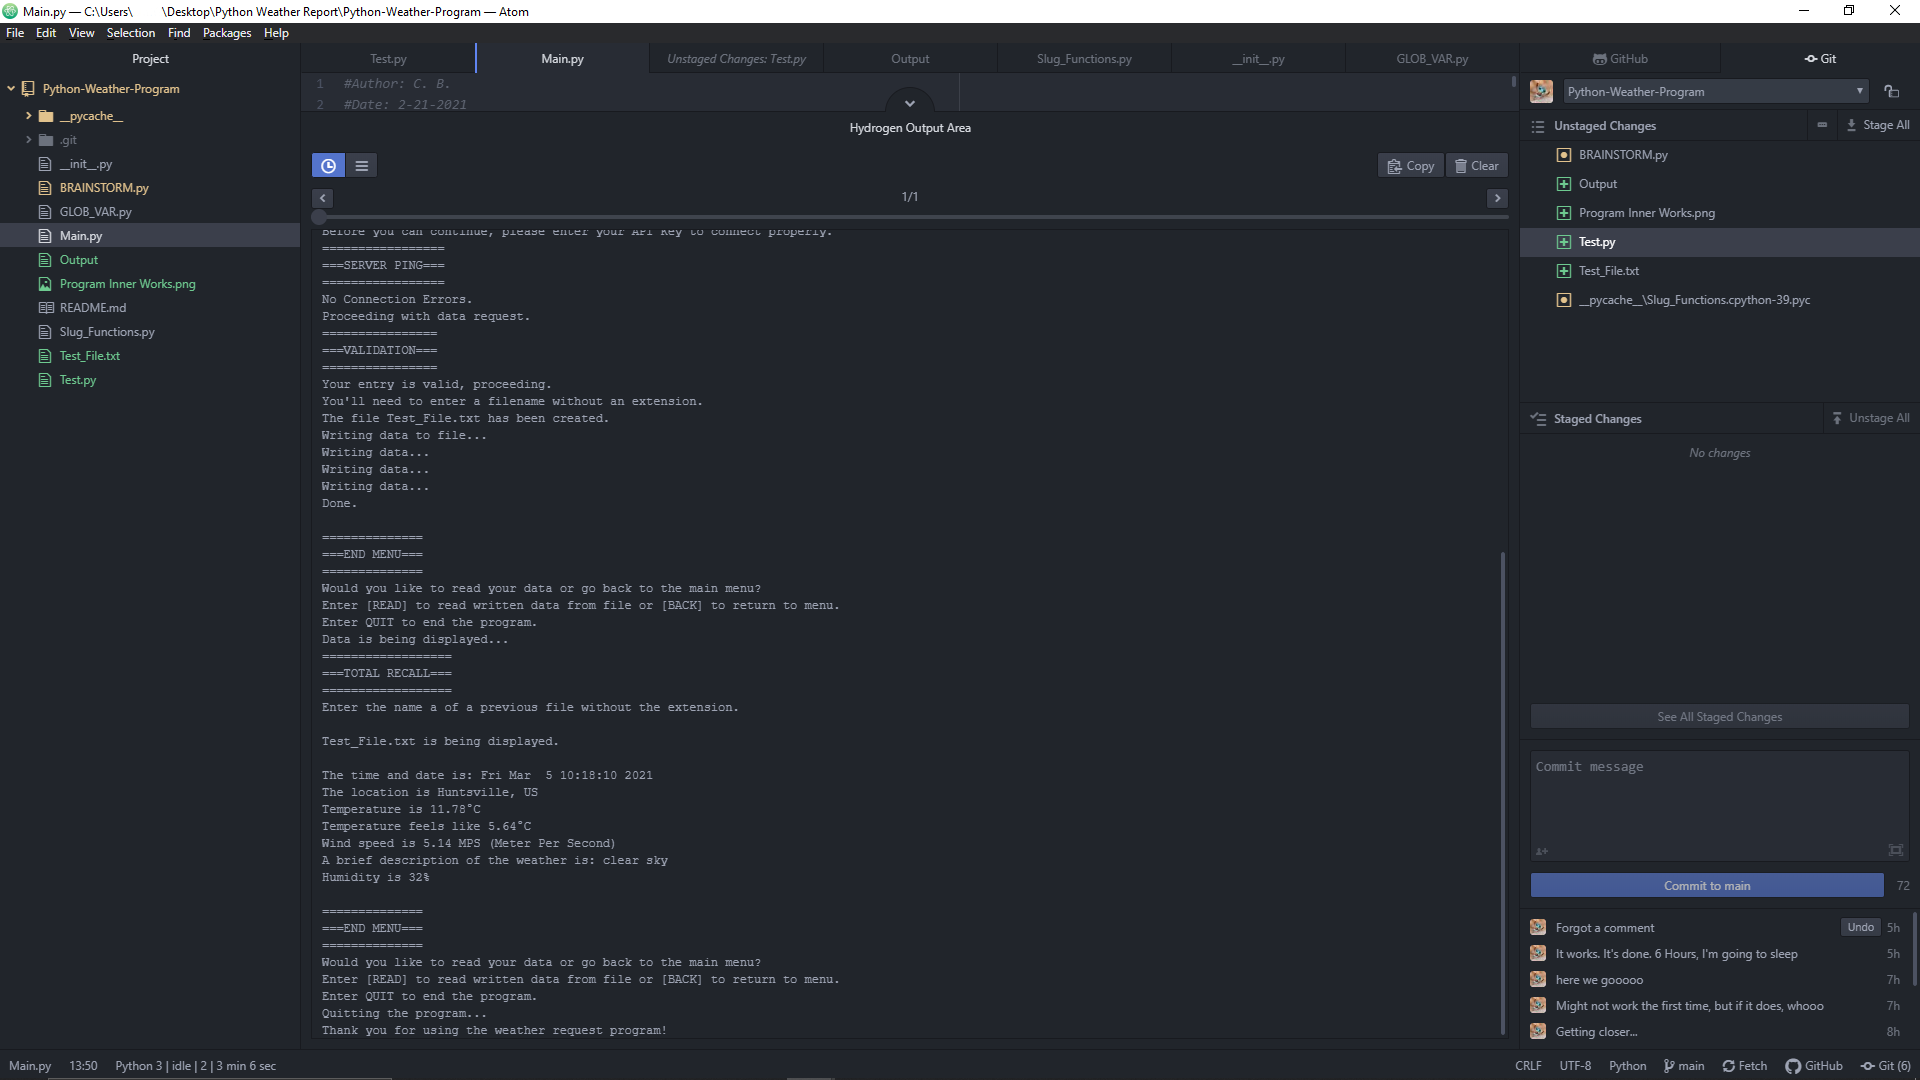 Main.py — C:\Users\ \Desktop\Python Weather Report\Python-Weather-Program — Atom
File Edit View Selection Find Packages Help
Project
Python-Weather-Program
__pycache__
.git
__init__.py
BRAINSTORM.py
GLOB_VAR.py
Main.py
Output
Program Inner Works.png
README.md
Slug_Functions.py
Test_File.txt
Test.py
Test.py Main.py Unstaged Changes: Test.py Output Slug_Functions.py __init__.py GLOB_VAR.py
1 #Author: C. B.
2 #Date: 2-21-2021
Hydrogen Output Area
Copy Clear
1/1
Before you can continue, please enter your API Key to connect properly.
=================
===SERVER PING===
=================
No Connection Errors.
Proceeding with data request.
================
===VALIDATION===
================
Your entry is valid, proceeding.
You'll need to enter a filename without an extension.
The file Test_File.txt has been created.
Writing data to file...
Writing data...
Writing data...
Writing data...
Done.
==============
===END MENU===
==============
Would you like to read your data or go back to the main menu?
Enter [READ] to read written data from file or [BACK] to return to menu.
Enter QUIT to end the program.
Data is being displayed...
==================
===TOTAL RECALL===
==================
Enter the name a of a previous file without the extension.
Test_File.txt is being displayed.
The time and date is: Fri Mar  5 10:18:10 2021
The location is Huntsville, US
Temperature is 11.78°C
Temperature feels like 5.64°C
Wind speed is 5.14 MPS (Meter Per Second)
A brief description of the weather is: clear sky
Humidity is 32%
==============
===END MENU===
==============
Would you like to read your data or go back to the main menu?
Enter [READ] to read written data from file or [BACK] to return to menu.
Enter QUIT to end the program.
Quitting the program...
Thank you for using the weather request program!
GitHub Git
Python-Weather-Program
Unstaged Changes Stage All
BRAINSTORM.py
Output
Program Inner Works.png
Test.py
Test_File.txt
__pycache__\Slug_Functions.cpython-39.pyc
Staged Changes Unstage All
No changes
See All Staged Changes
Commit message
Commit to main 72
Forgot a comment Undo 5h
It works. It's done. 6 Hours, I'm going to sleep 5h
here we gooooo 7h
Might not work the first time, but if it does, whooo 7h
Getting closer... 8h
Main.py 13:50 Python 3 | idle | 2 | 3 min 6 sec CRLF UTF-8 Python main Fetch GitHub Git (6)